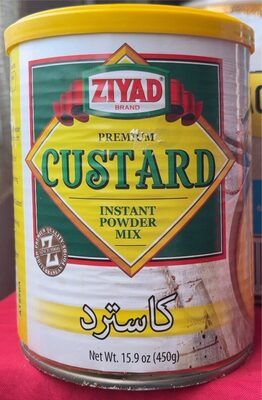 ZIYAD
BRAND
PREMIUM
CUSTARD
INSTANT
POWDER
MIX
كاسترد
Net Wt. 15.9 oz (450g)